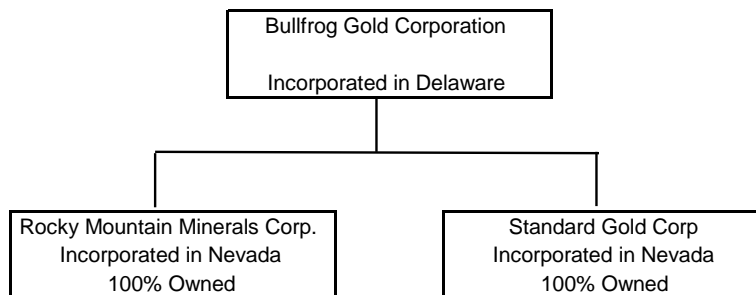 Bullfrog Gold Corporation
Incorporated in Delaware
Rocky Mountain Minerals Corp.
Incorporated in Nevada
100% Owned
Standard Gold Corp
Incorporated in Nevada
100% Owned